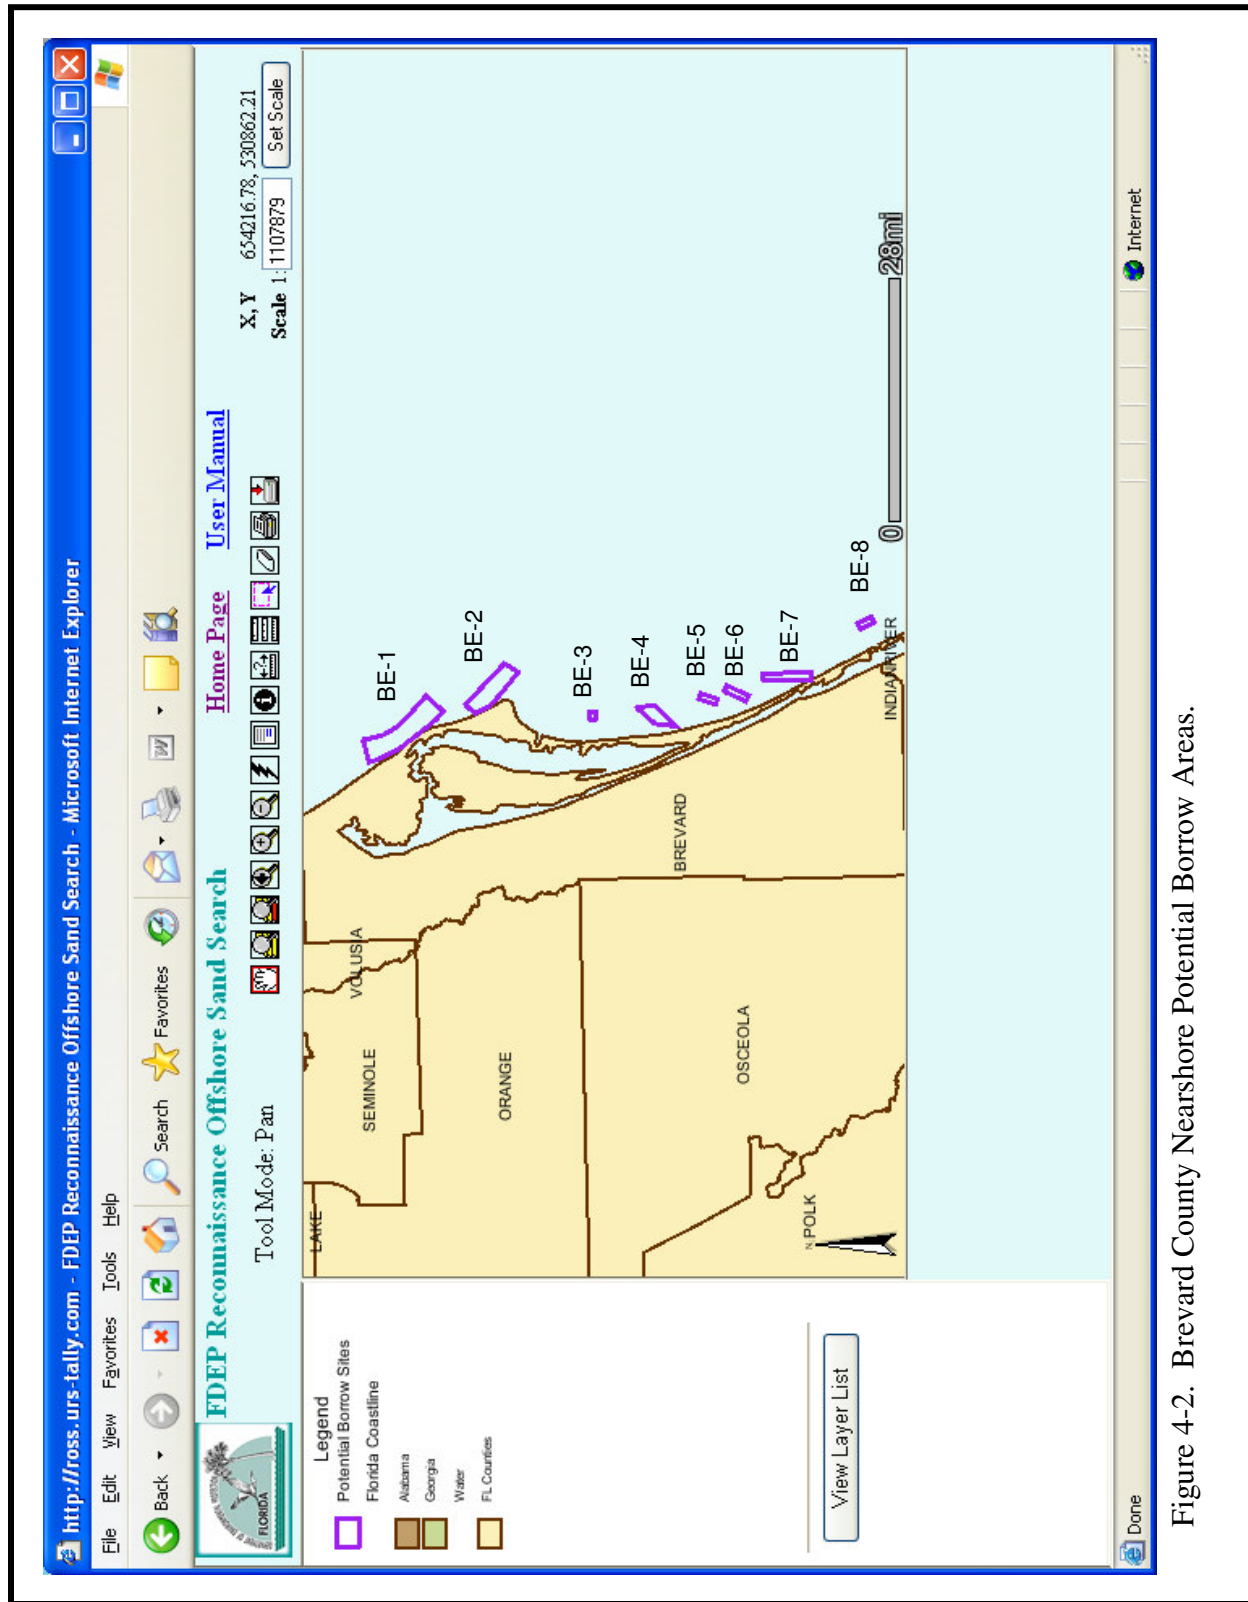 http://ross.urs-tally.com - FDEP Reconnaissance Offshore Sand Search - Microsoft Internet Explorer
File Edit View Favorites Tools Help
Back Search Favorites
FLORIDA
FDEP Reconnaissance Offshore Sand Search
Home Page
User Manual
Tool Mode: Pan
X, Y 654216.78, 530862.21
Scale 1: 1107879 Set Scale
Legend
Potential Borrow Sites
Florida Coastline
Alabama
Georgia
Water
FL Counties
View Layer List
LAKE
SEMINOLE
VOLUSIA
ORANGE
OSCEOLA
BREVARD
N
POLK
INDIANRIVER
BE-1
BE-2
BE-3
BE-4
BE-5
BE-6
BE-7
BE-8
0 28mi
Done
Internet
Figure 4-2. Brevard County Nearshore Potential Borrow Areas.